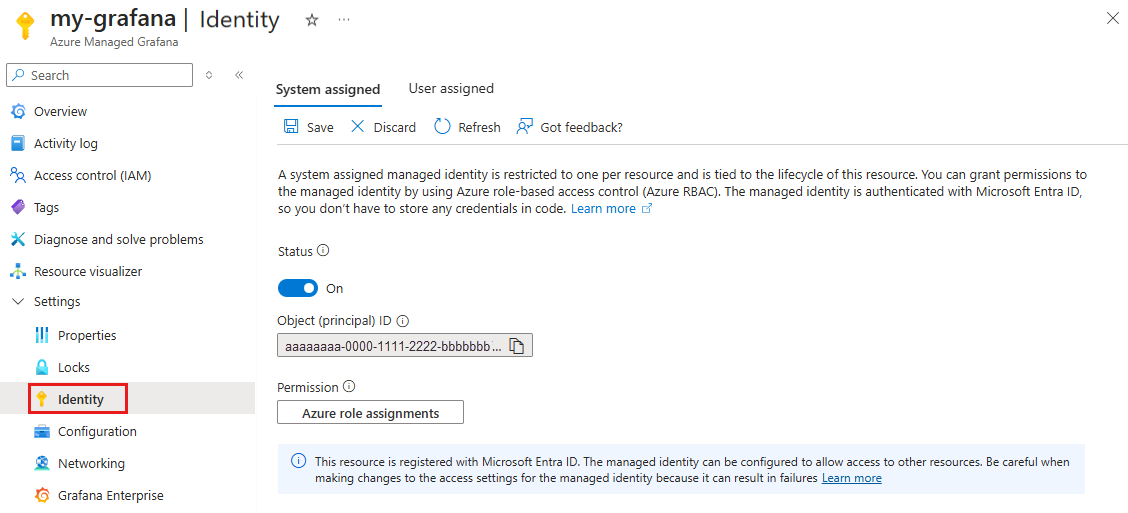 my-grafana | Identity
Azure Managed Grafana
Search
Overview
Activity log
Access control (IAM)
Tags
Diagnose and solve problems
Resource visualizer
Settings
Properties
Locks
Identity
Configuration
Networking
Grafana Enterprise
System assigned
User assigned
Save
Discard
Refresh
Got feedback?
A system assigned managed identity is restricted to one per resource and is tied to the lifecycle of this resource. You can grant permissions to
the managed identity by using Azure role-based access control (Azure RBAC). The managed identity is authenticated with Microsoft Entra ID,
so you don't have to store any credentials in code. Learn more
Status
On
Object (principal) ID
aaaaaaaa-0000-1111-2222-bbbbbbb...
Permission
Azure role assignments
This resource is registered with Microsoft Entra ID. The managed identity can be configured to allow access to other resources. Be careful when
making changes to the access settings for the managed identity because it can result in failures Learn more